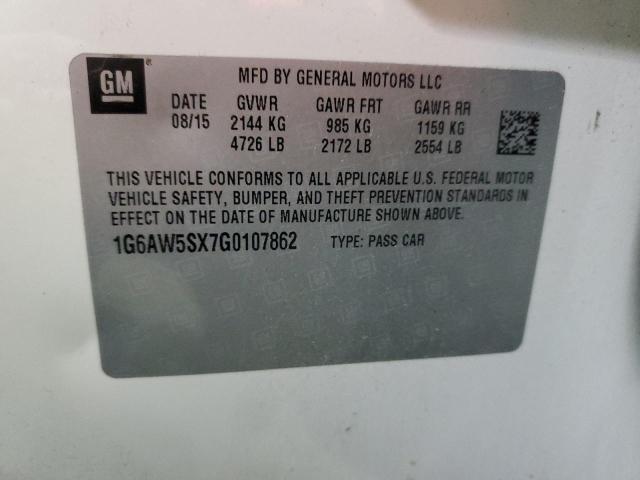 GM
MFD BY GENERAL MOTORS LLC
DATE GVWR GAWR FRT GAWR RR
08/15 2144 KG 985 KG 1159 KG
4726 LB 2172 LB 2554 LB
THIS VEHICLE CONFORMS TO ALL APPLICABLE U.S. FEDERAL MOTOR
VEHICLE SAFETY, BUMPER, AND THEFT PREVENTION STANDARDS IN
EFFECT ON THE DATE OF MANUFACTURE SHOWN ABOVE.
1G6AW5SX7G0107862 TYPE: PASS CAR